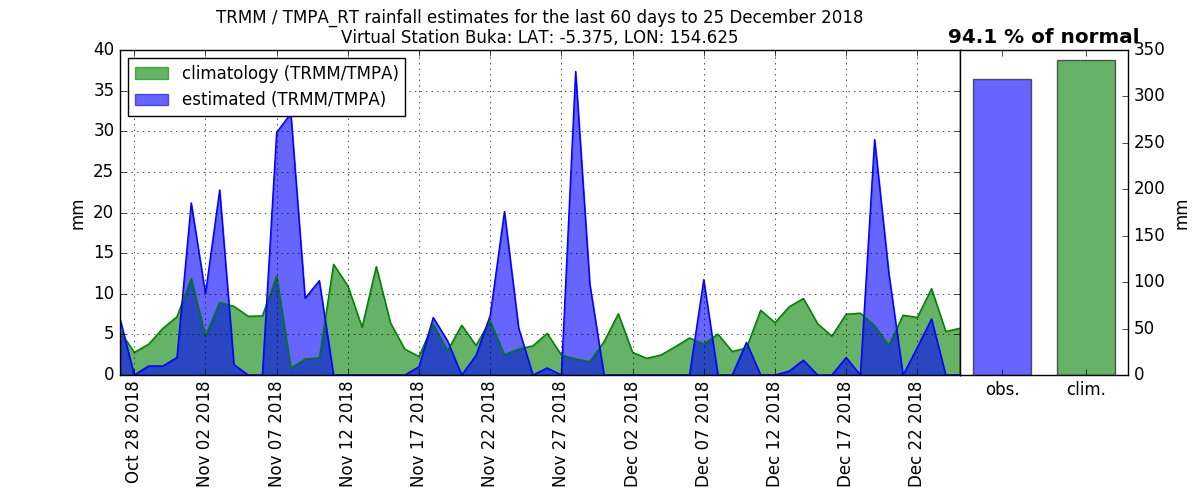 TRMM / TMPA_RT rainfall estimates for the last 60 days to 25 December 2018
Virtual Station Buka: LAT: -5.375, LON: 154.625
94.1 % of normal
climatology (TRMM/TMPA)
estimated (TRMM/TMPA)
mm
40
35
30
25
20
15
10
5
0
Oct 28 2018
Nov 02 2018
Nov 07 2018
Nov 12 2018
Nov 17 2018
Nov 22 2018
Nov 27 2018
Dec 02 2018
Dec 07 2018
Dec 12 2018
Dec 17 2018
Dec 22 2018
obs.
clim.
350
300
250
200
150
100
50
0
mm